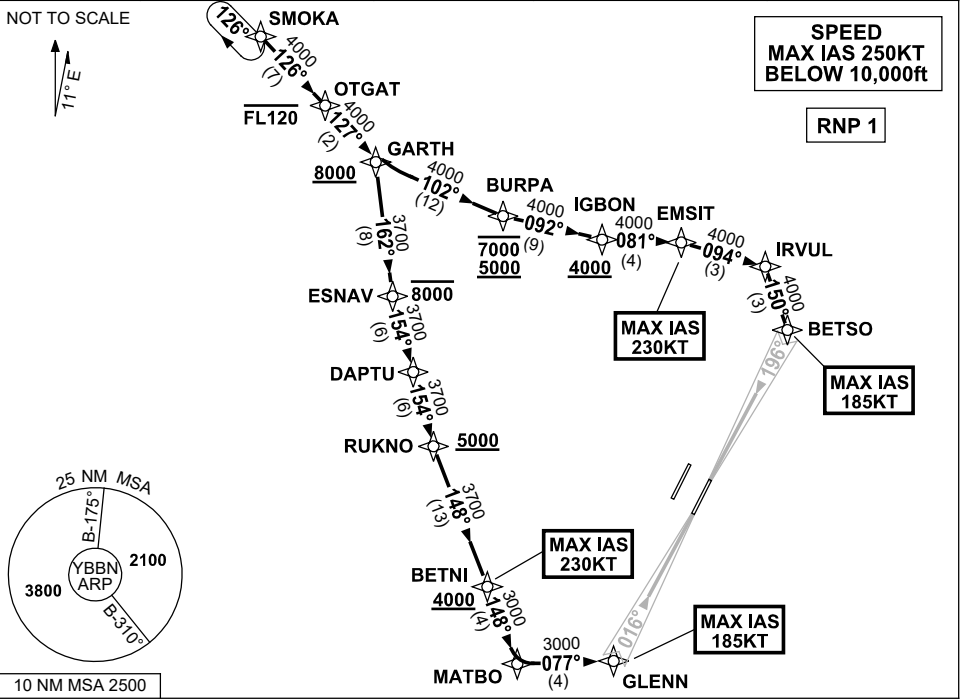 NOT TO SCALE
11° E
126°
SMOKA
4000
126°
(7)
OTGAT
FL120
4000
127°
(2)
GARTH
8000
4000
102°
(12)
BURPA
7000
5000
4000
092°
(9)
IGBON
4000
4000
081°
(4)
EMSIT
MAX IAS
230KT
4000
094°
(3)
IRVUL
4000
150°
(3)
BETSO
MAX IAS
185KT
196°
SPEED
MAX IAS 250KT
BELOW 10,000ft
RNP 1
3700
162°
(8)
ESNAV
8000
3700
154°
(6)
DAPTU
3700
154°
(6)
RUKNO
5000
3700
148°
(13)
BETNI
4000
MAX IAS
230KT
3000
148°
(4)
MATBO
3000
077°
(4)
GLENN
MAX IAS
185KT
016°
25 NM MSA
B-175°
YBBN
ARP
2100
3800
B-310°
10 NM MSA 2500